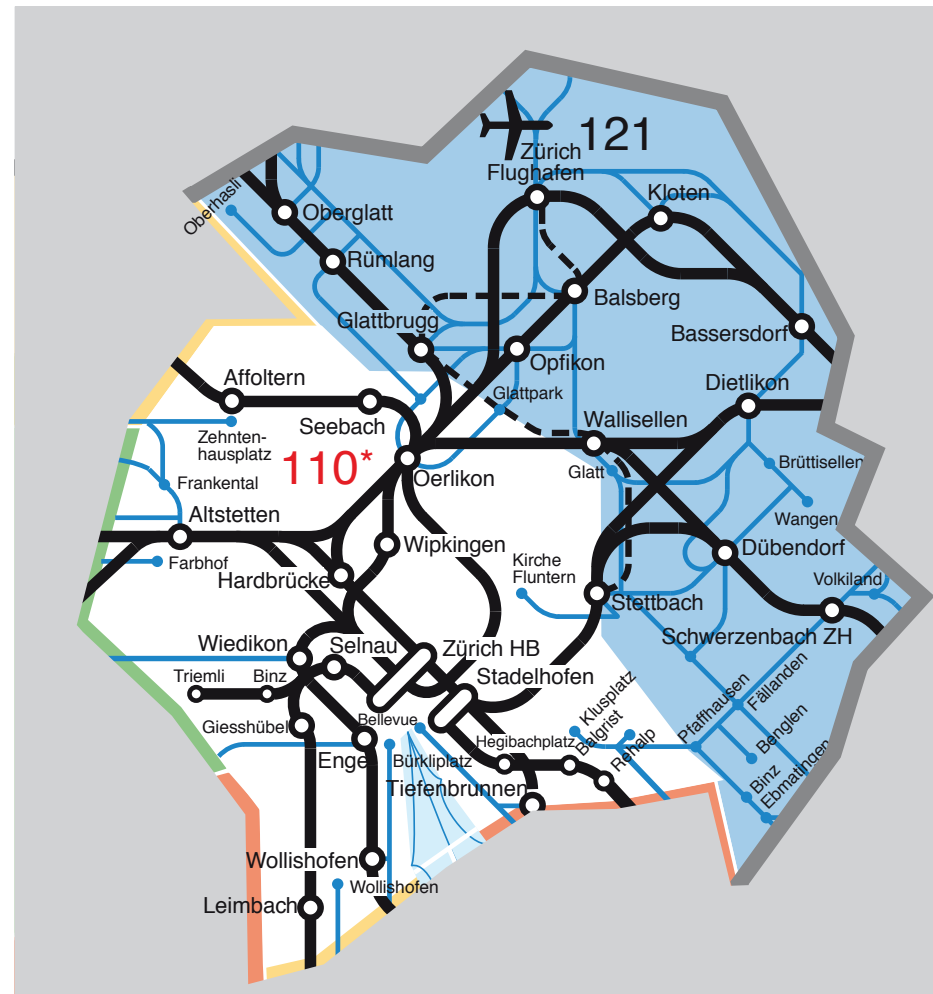 121
Zürich
Flughafen
Kloten
Oberhasli
Oberglatt
Rümlang
Balsberg
Glattbrugg
Bassersdorf
Opfikon
Affoltern
Dietlikon
Glattpark
Seebach
Wallisellen
Zehnten-
hausplatz
110*
Oerlikon
Glatt
Brüttisellen
Frankental
Altstetten
Wangen
Wipkingen
Dübendorf
Farbhof
Hardbrücke
Kirche
Fluntern
Volkiland
Stettbach
Schwerzenbach ZH
Wiedikon
Selnau
Zürich HB
Triemli
Binz
Stadelhofen
Fällanden
Klusplatz
Pfaffhausen
Giesshübel
Bellevue
Hegibachplatz
Balgrist
Rehalp
Benglen
Enge
Bürkliplatz
Binz
Ebmatingen
Tiefenbrunnen
Wollishofen
Wollishofen
Leimbach